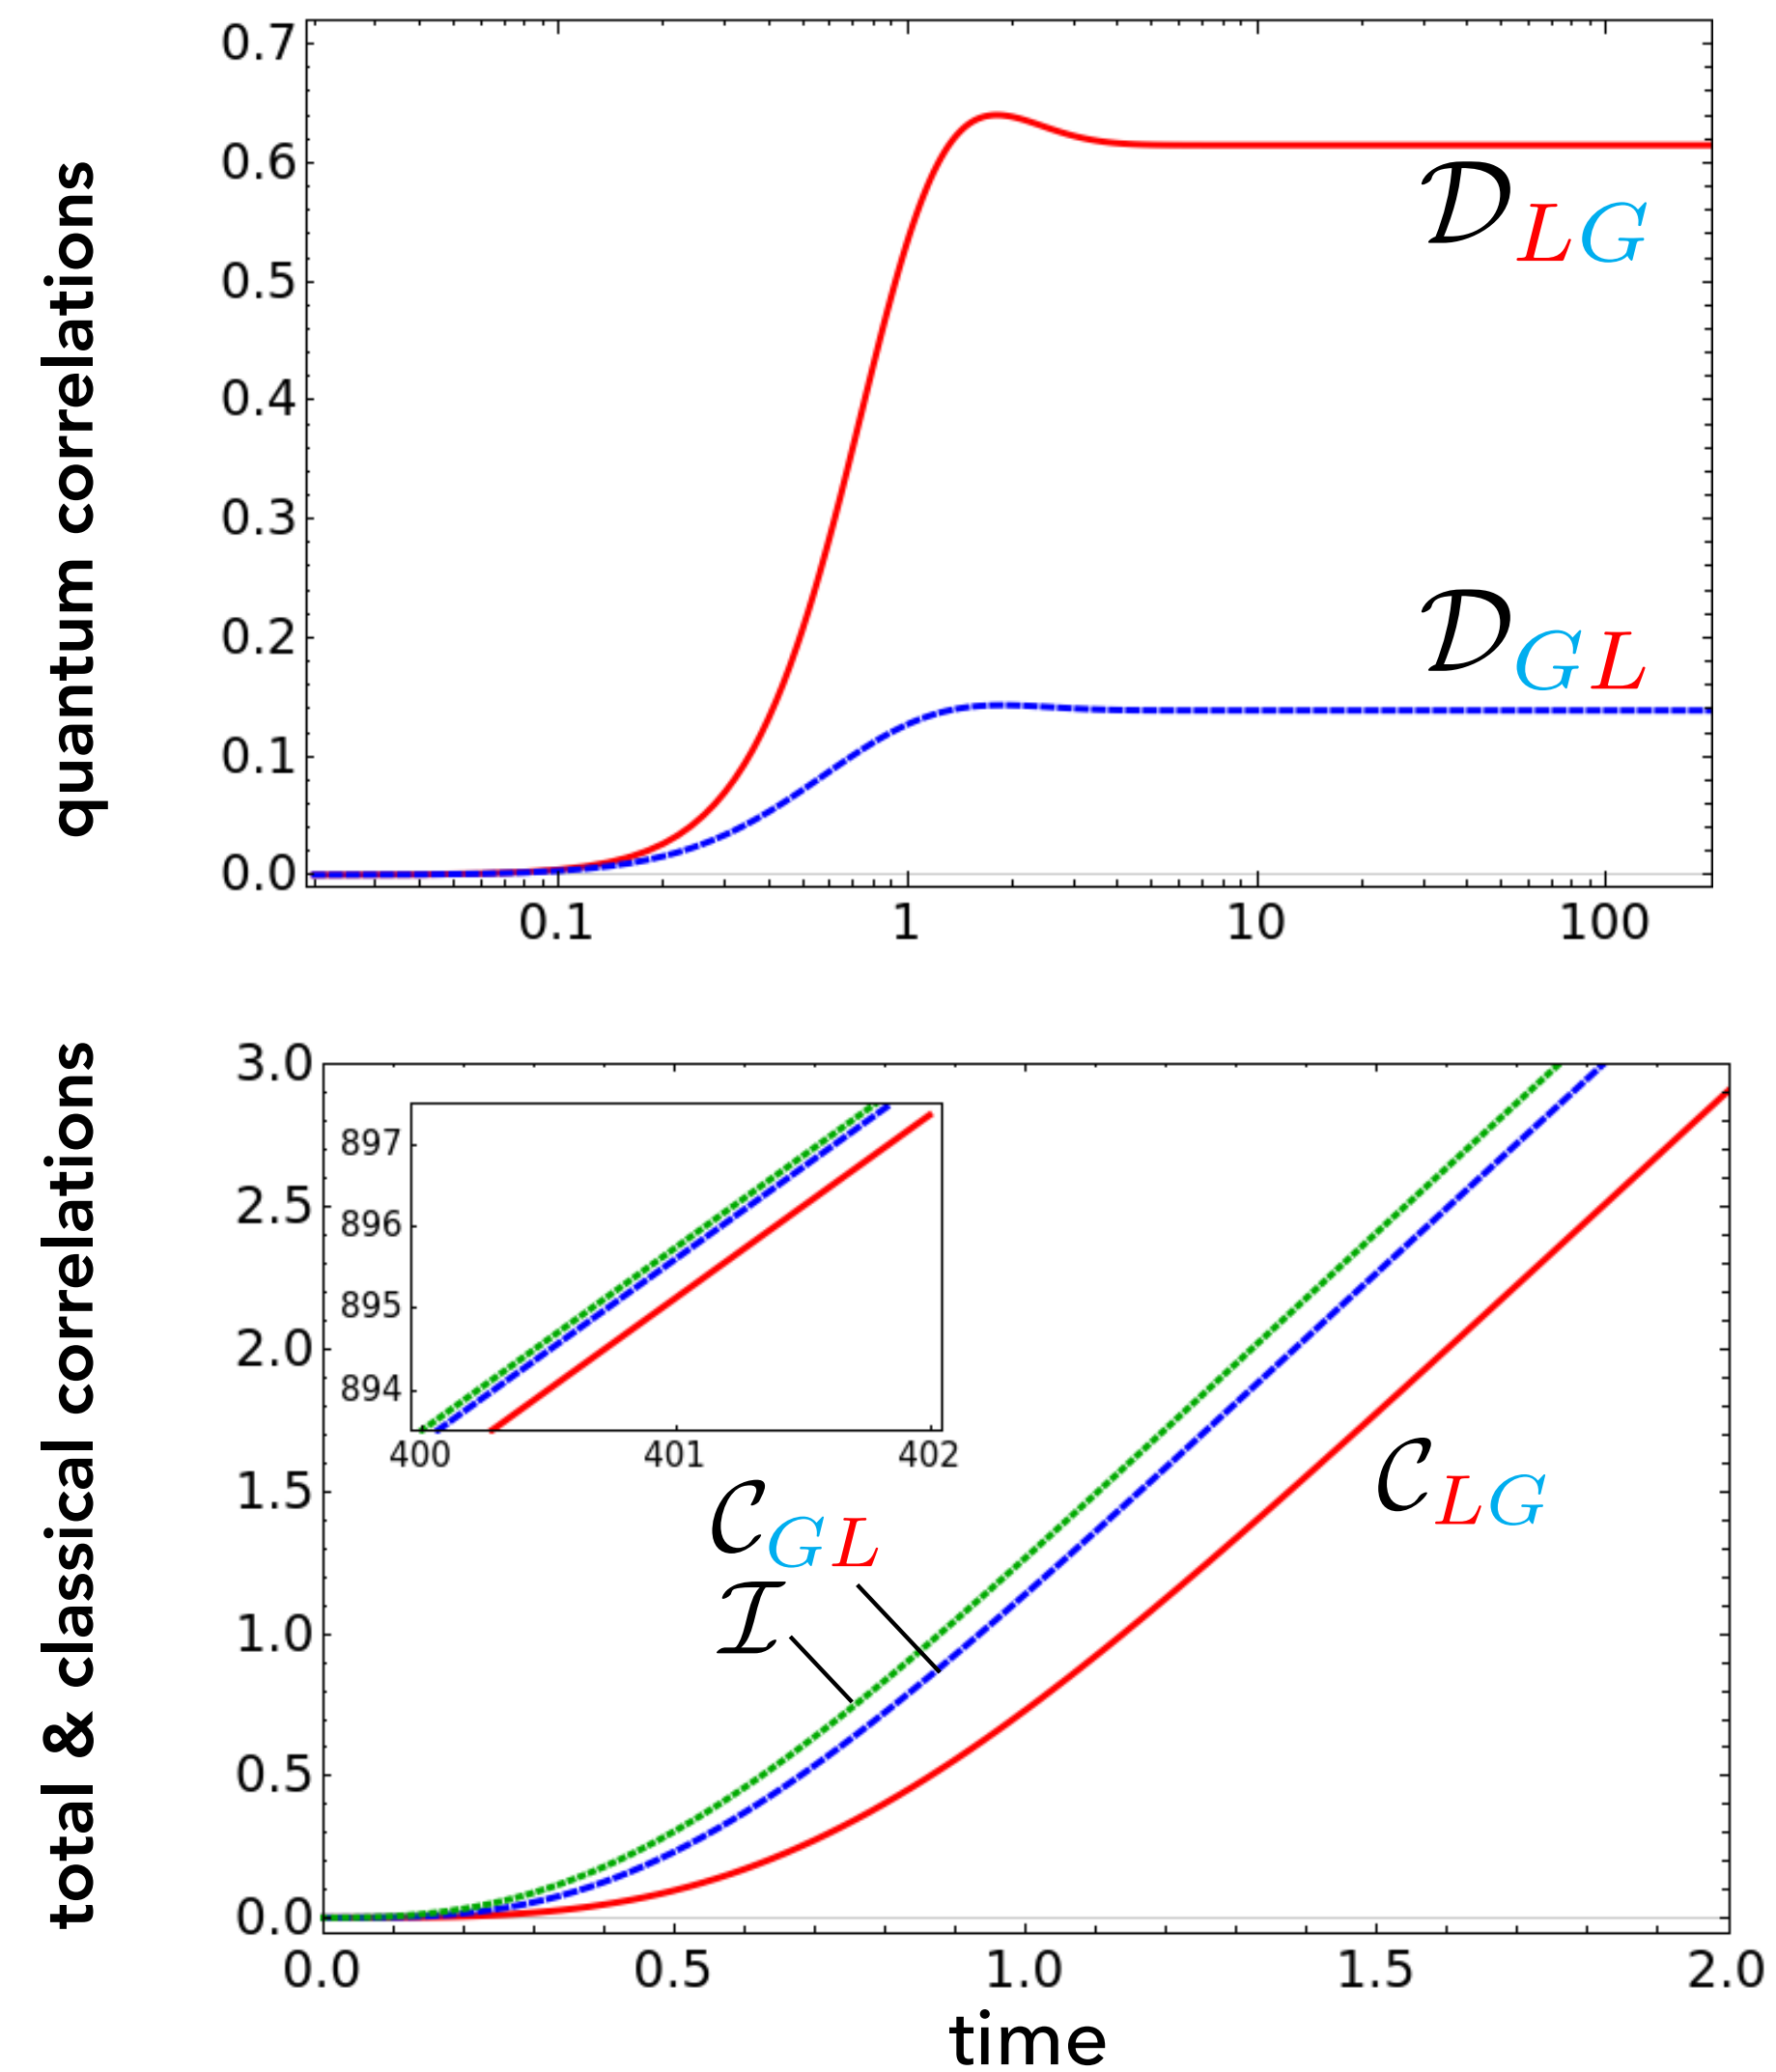 quantum correlations
0.7
0.6
0.5
0.4
0.3
0.2
0.1
0.0
𝒟LG
𝒟GL
0.1 1 10 100
total & classical correlations
3.0
2.5
2.0
1.5
1.0
0.5
0.0
897
896
895
894
400 401 402
𝒞GL
ℐ
𝒞LG
0.0 0.5 1.0 1.5 2.0
time